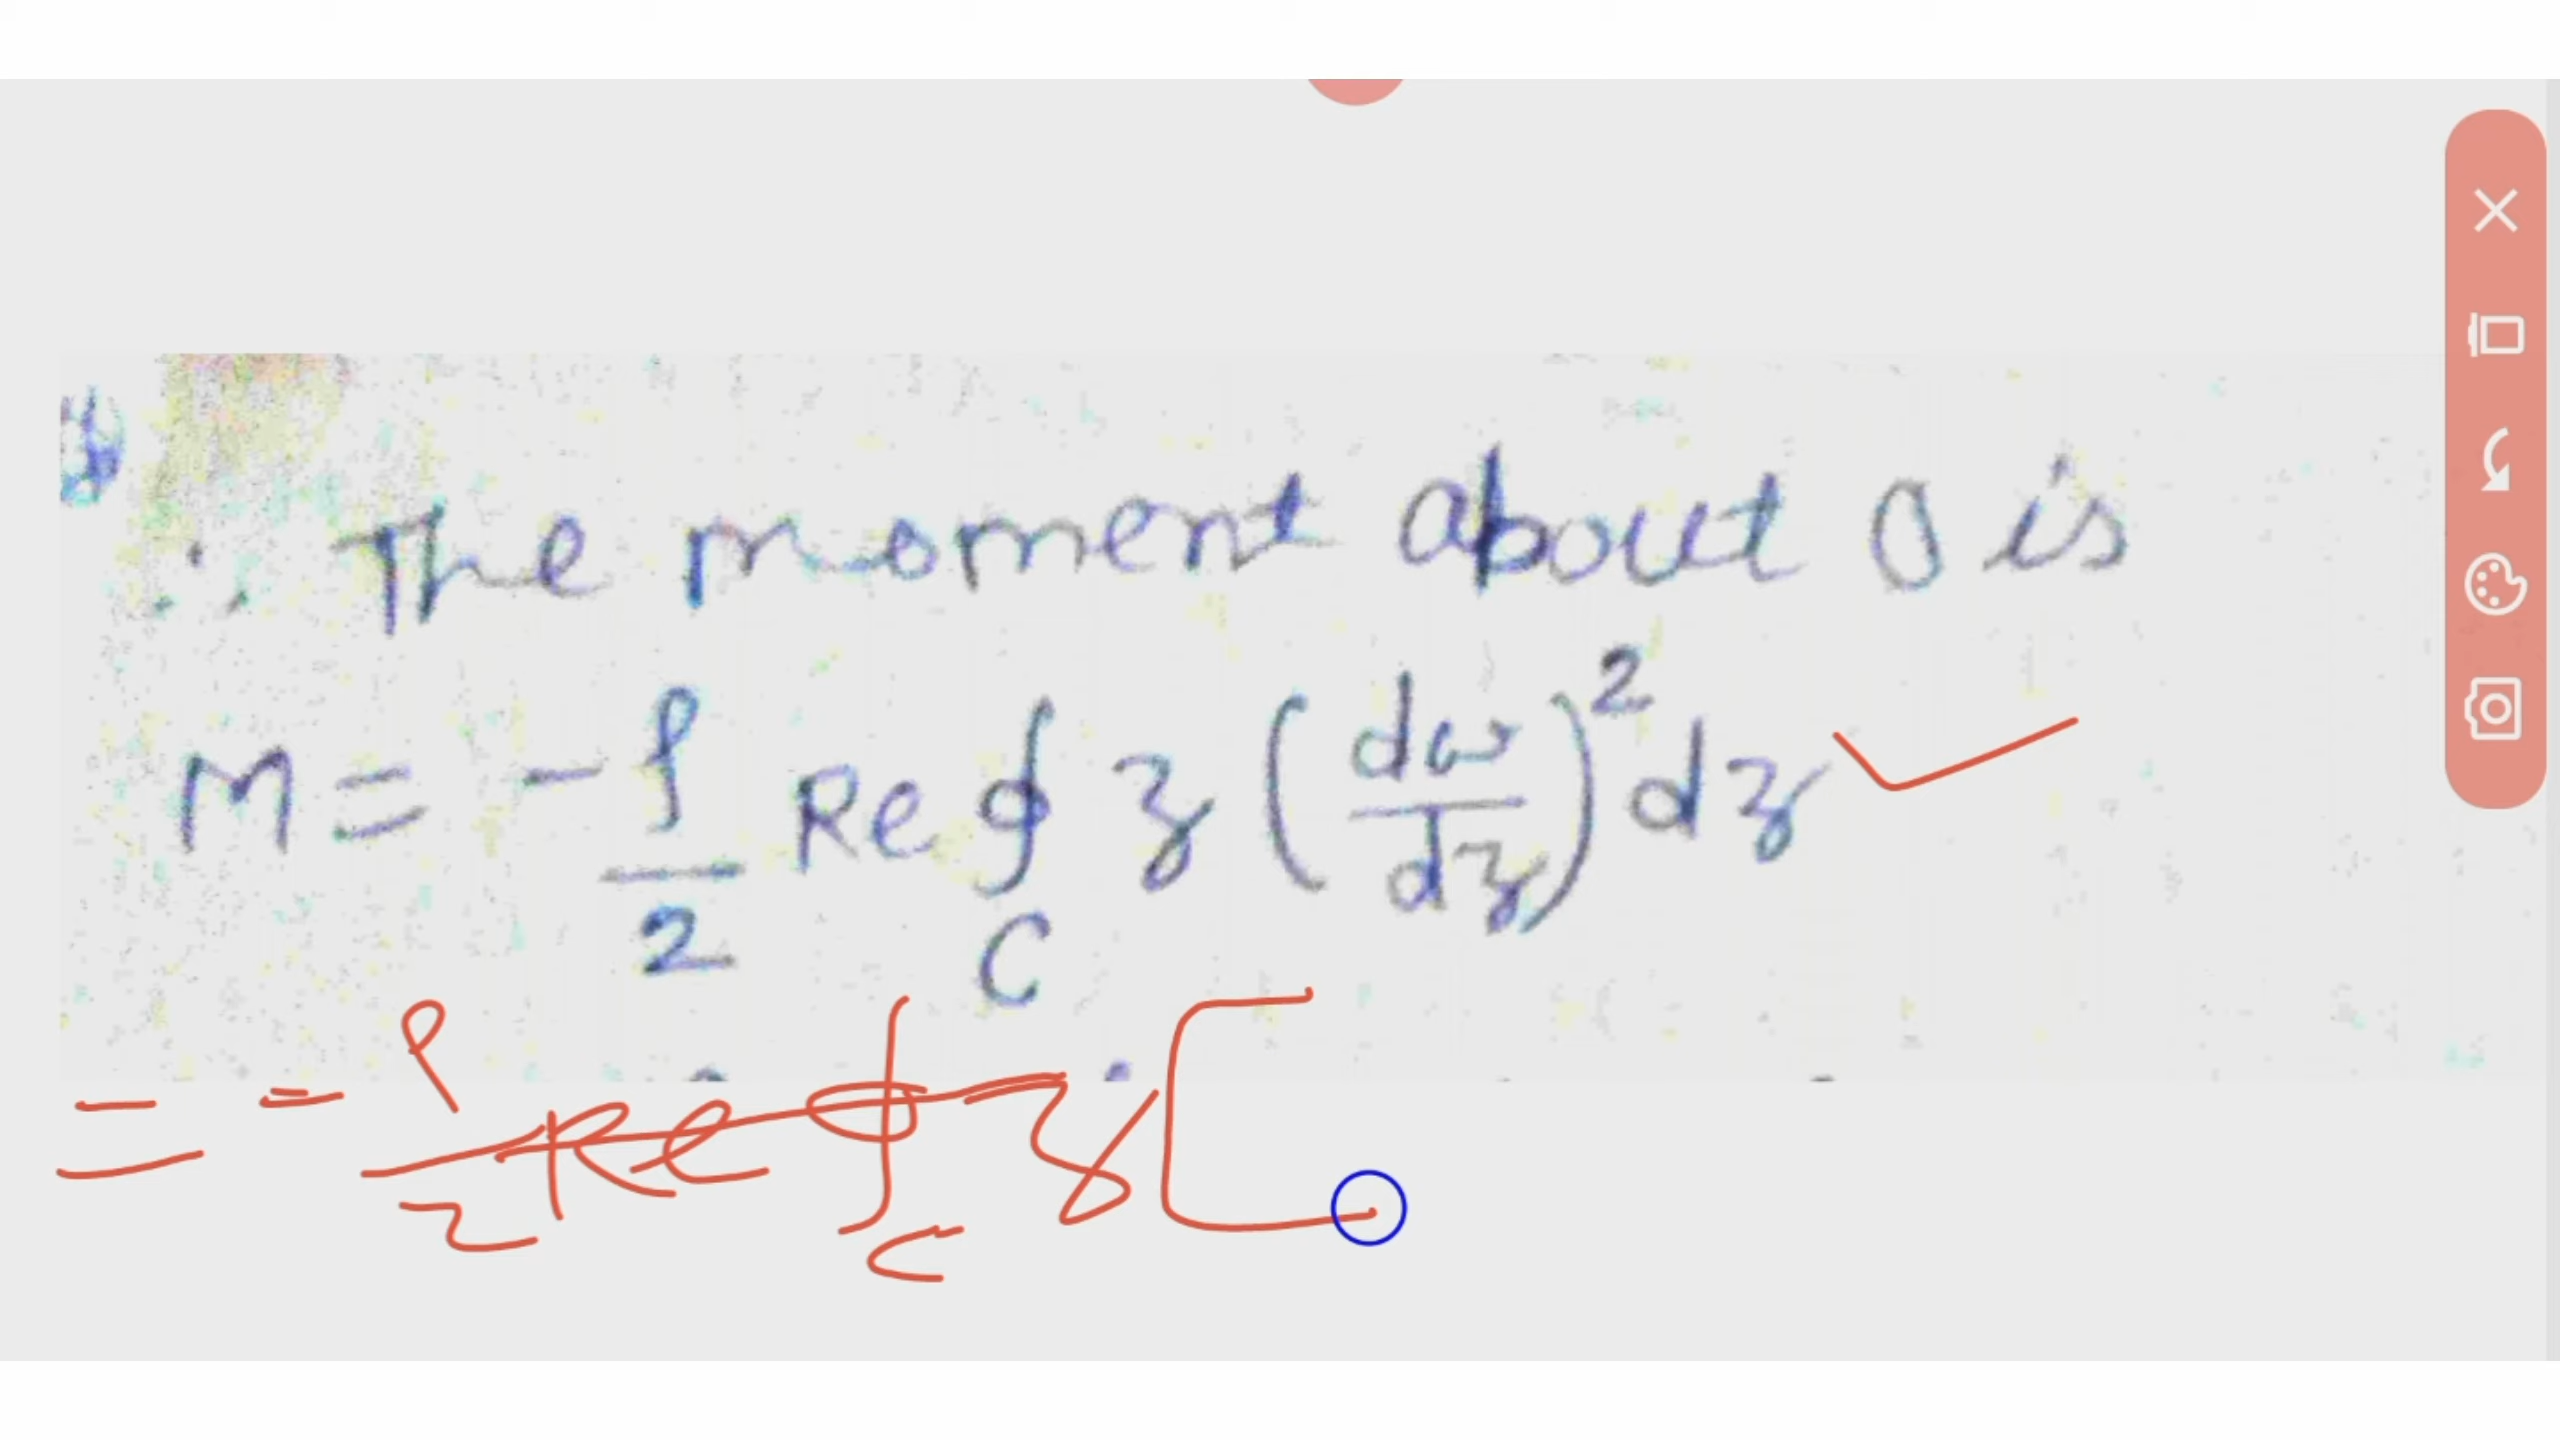 ∴ The moment about O is
M = - ρ/2 Re ∮_C z (dw/dz)² dz
= - ρ/2 Re ∮_C z [